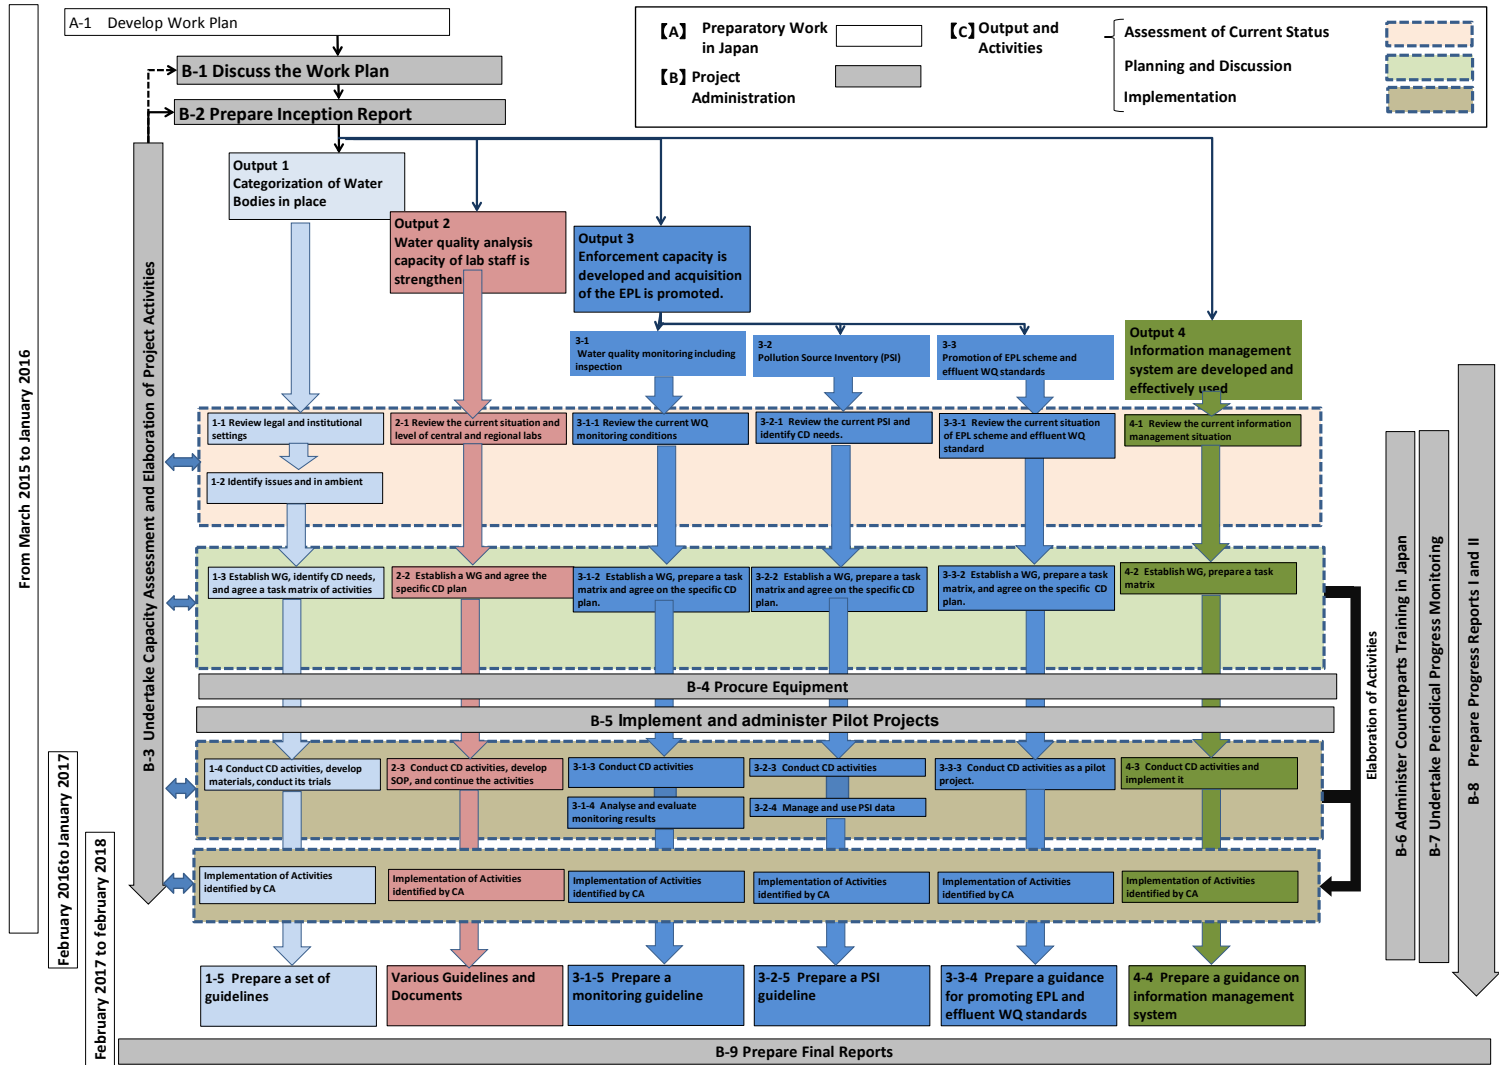 A-1 Develop Work Plan
B-1 Discuss the Work Plan
B-2 Prepare Inception Report
【A】 Preparatory Work
in Japan
【B】 Project
Administration
【C】 Output and
Activities
Assessment of Current Status
Planning and Discussion
Implementation
From March 2015 to January 2016
February 2016to January 2017
February 2017 to february 2018
B-3 Undertake Capacity Assessment and Elaboration of Project Activities
Output 1
Categorization of Water
Bodies in place
Output 2
Water quality analysis
capacity of lab staff is
strengthen
Output 3
Enforcement capacity is
developed and acquisition
of the EPL is promoted.
Output 4
Information management
system are developed and
effectively used
3-1
Water quality monitoring including
inspection
3-2
Pollution Source Inventory (PSI)
3-3
Promotion of EPL scheme and
effluent WQ standards
1-1 Review legal and institutional
settings
2-1 Review the current situation and
level of central and regional labs
3-1-1 Review the current WQ
monitoring conditions
3-2-1 Review the current PSI and
identify CD needs.
3-3-1 Review the current situation
of EPL scheme and effluent WQ
standard
4-1 Review the current information
management situation
1-2 Identify issues and in ambient
1-3 Establish WG, identify CD needs,
and agree a task matrix of activities
2-2 Establish a WG and agree the
specific CD plan
3-1-2 Establish a WG, prepare a task
matrix and agree on the specific CD
plan.
3-2-2 Establish a WG, prepare a task
matrix and agree on the specific CD
plan.
3-3-2 Establish a WG, prepare a task
matrix, and agree on the specific CD
plan.
4-2 Establish WG, prepare a task
matrix
B-4 Procure Equipment
B-5 Implement and administer Pilot Projects
1-4 Conduct CD activities, develop
materials, conduct its trials
2-3 Conduct CD activities, develop
SOP, and continue the activities
3-1-3 Conduct CD activities
3-2-3 Conduct CD activities
3-3-3 Conduct CD activities as a pilot
project.
4-3 Conduct CD activities and
implement it
3-1-4 Analyse and evaluate
monitoring results
3-2-4 Manage and use PSI data
Implementation of Activities
identified by CA
Implementation of Activities
identified by CA
Implementation of Activities
identified by CA
Implementation of Activities
identified by CA
Implementation of Activities
identified by CA
Implementation of Activities
identified by CA
1-5 Prepare a set of
guidelines
Various Guidelines and
Documents
3-1-5 Prepare a
monitoring guideline
3-2-5 Prepare a PSI
guideline
3-3-4 Prepare a guidance
for promoting EPL and
effluent WQ standards
4-4 Prepare a guidance on
information management
system
Elaboration of Activities
B-6 Administer Counterparts Training in Japan
B-7 Undertake Periodical Progress Monitoring
B-8 Prepare Progress Reports I and II
B-9 Prepare Final Reports